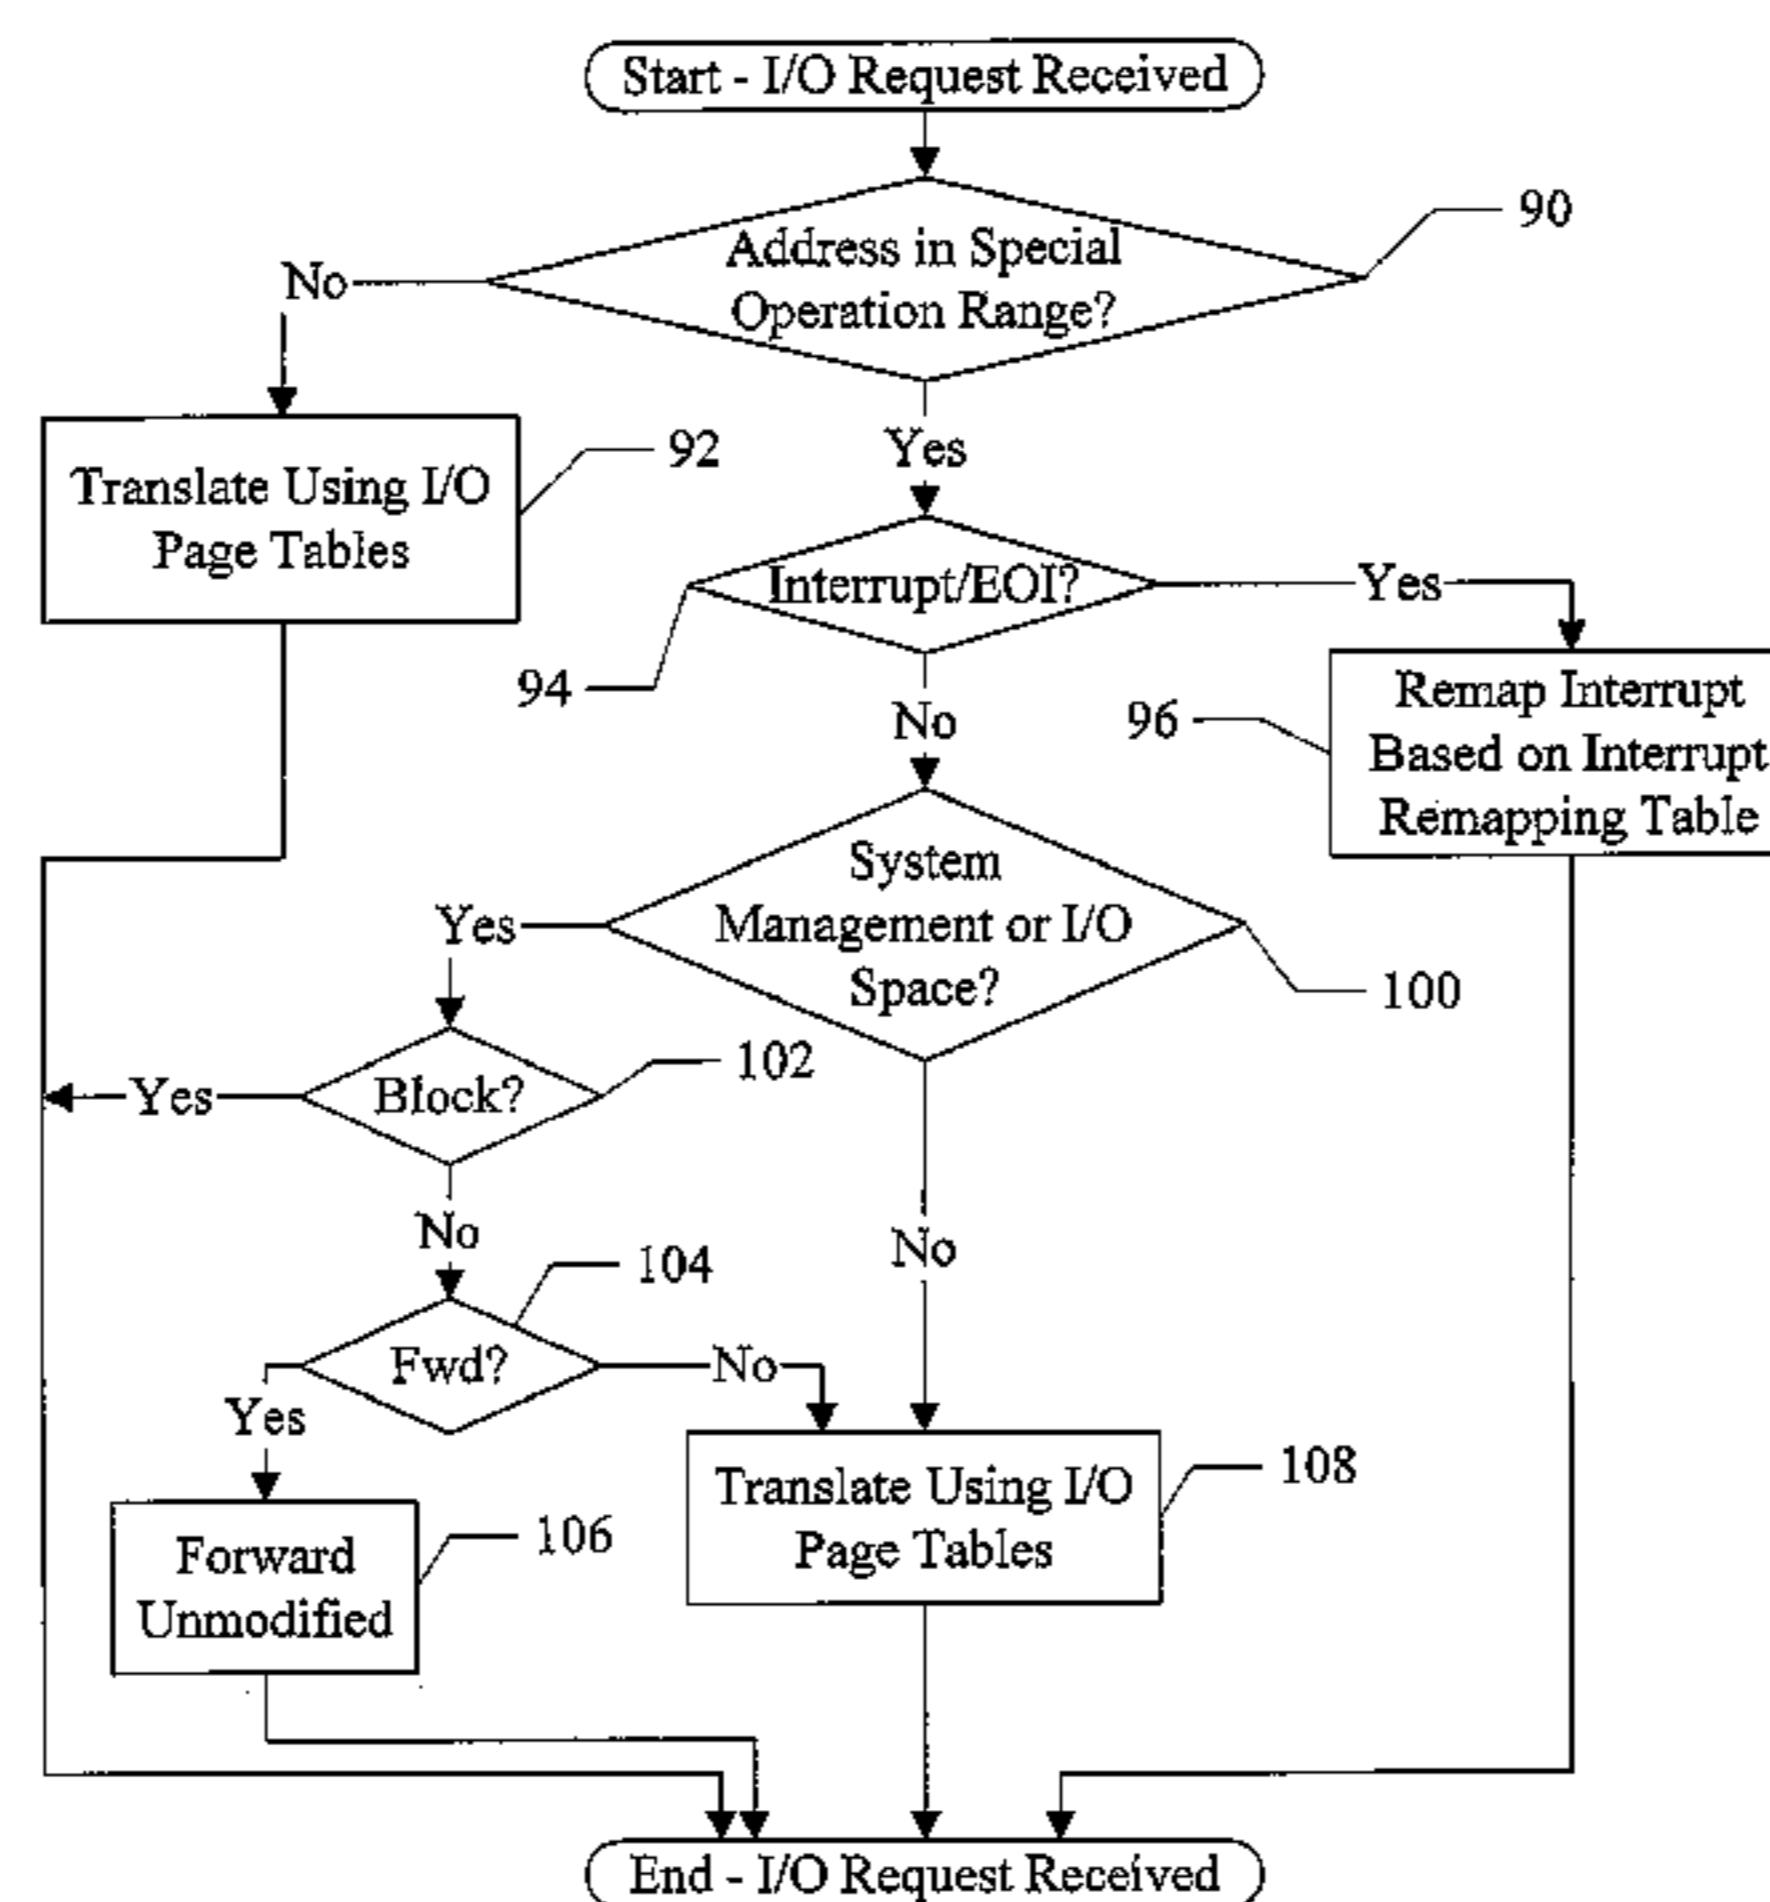 Start - I/O Request Received
90
Address in Special
Operation Range?
No
Yes
92
Translate Using I/O
Page Tables
Interrupt/EOI?
Yes
94
No
96
Remap Interrupt
Based on Interrupt
Remapping Table
System
Management or I/O
Space?
Yes
100
102
Block?
Yes
No
No
104
Fwd?
No
Yes
108
Translate Using I/O
Page Tables
106
Forward
Unmodified
End - I/O Request Received